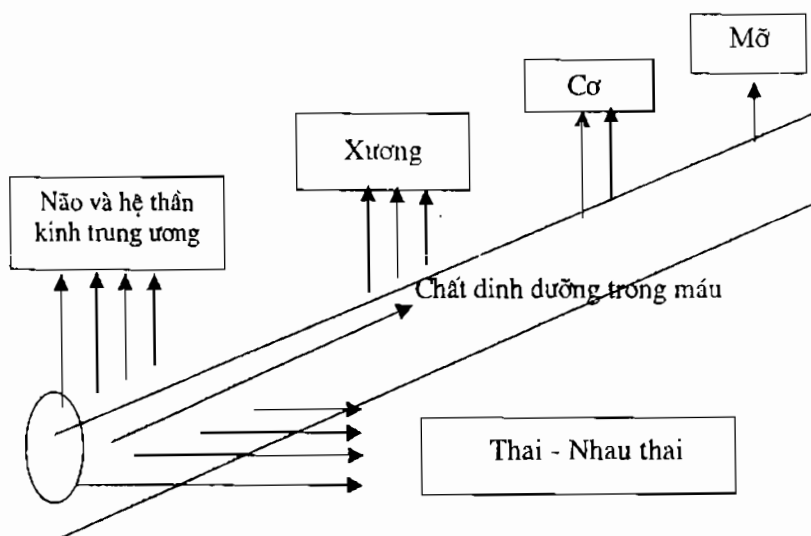 Mỡ
Cơ
Xương
Não và hệ thần
kinh trung ương
Chất dinh dưỡng trong máu
Thai - Nhau thai